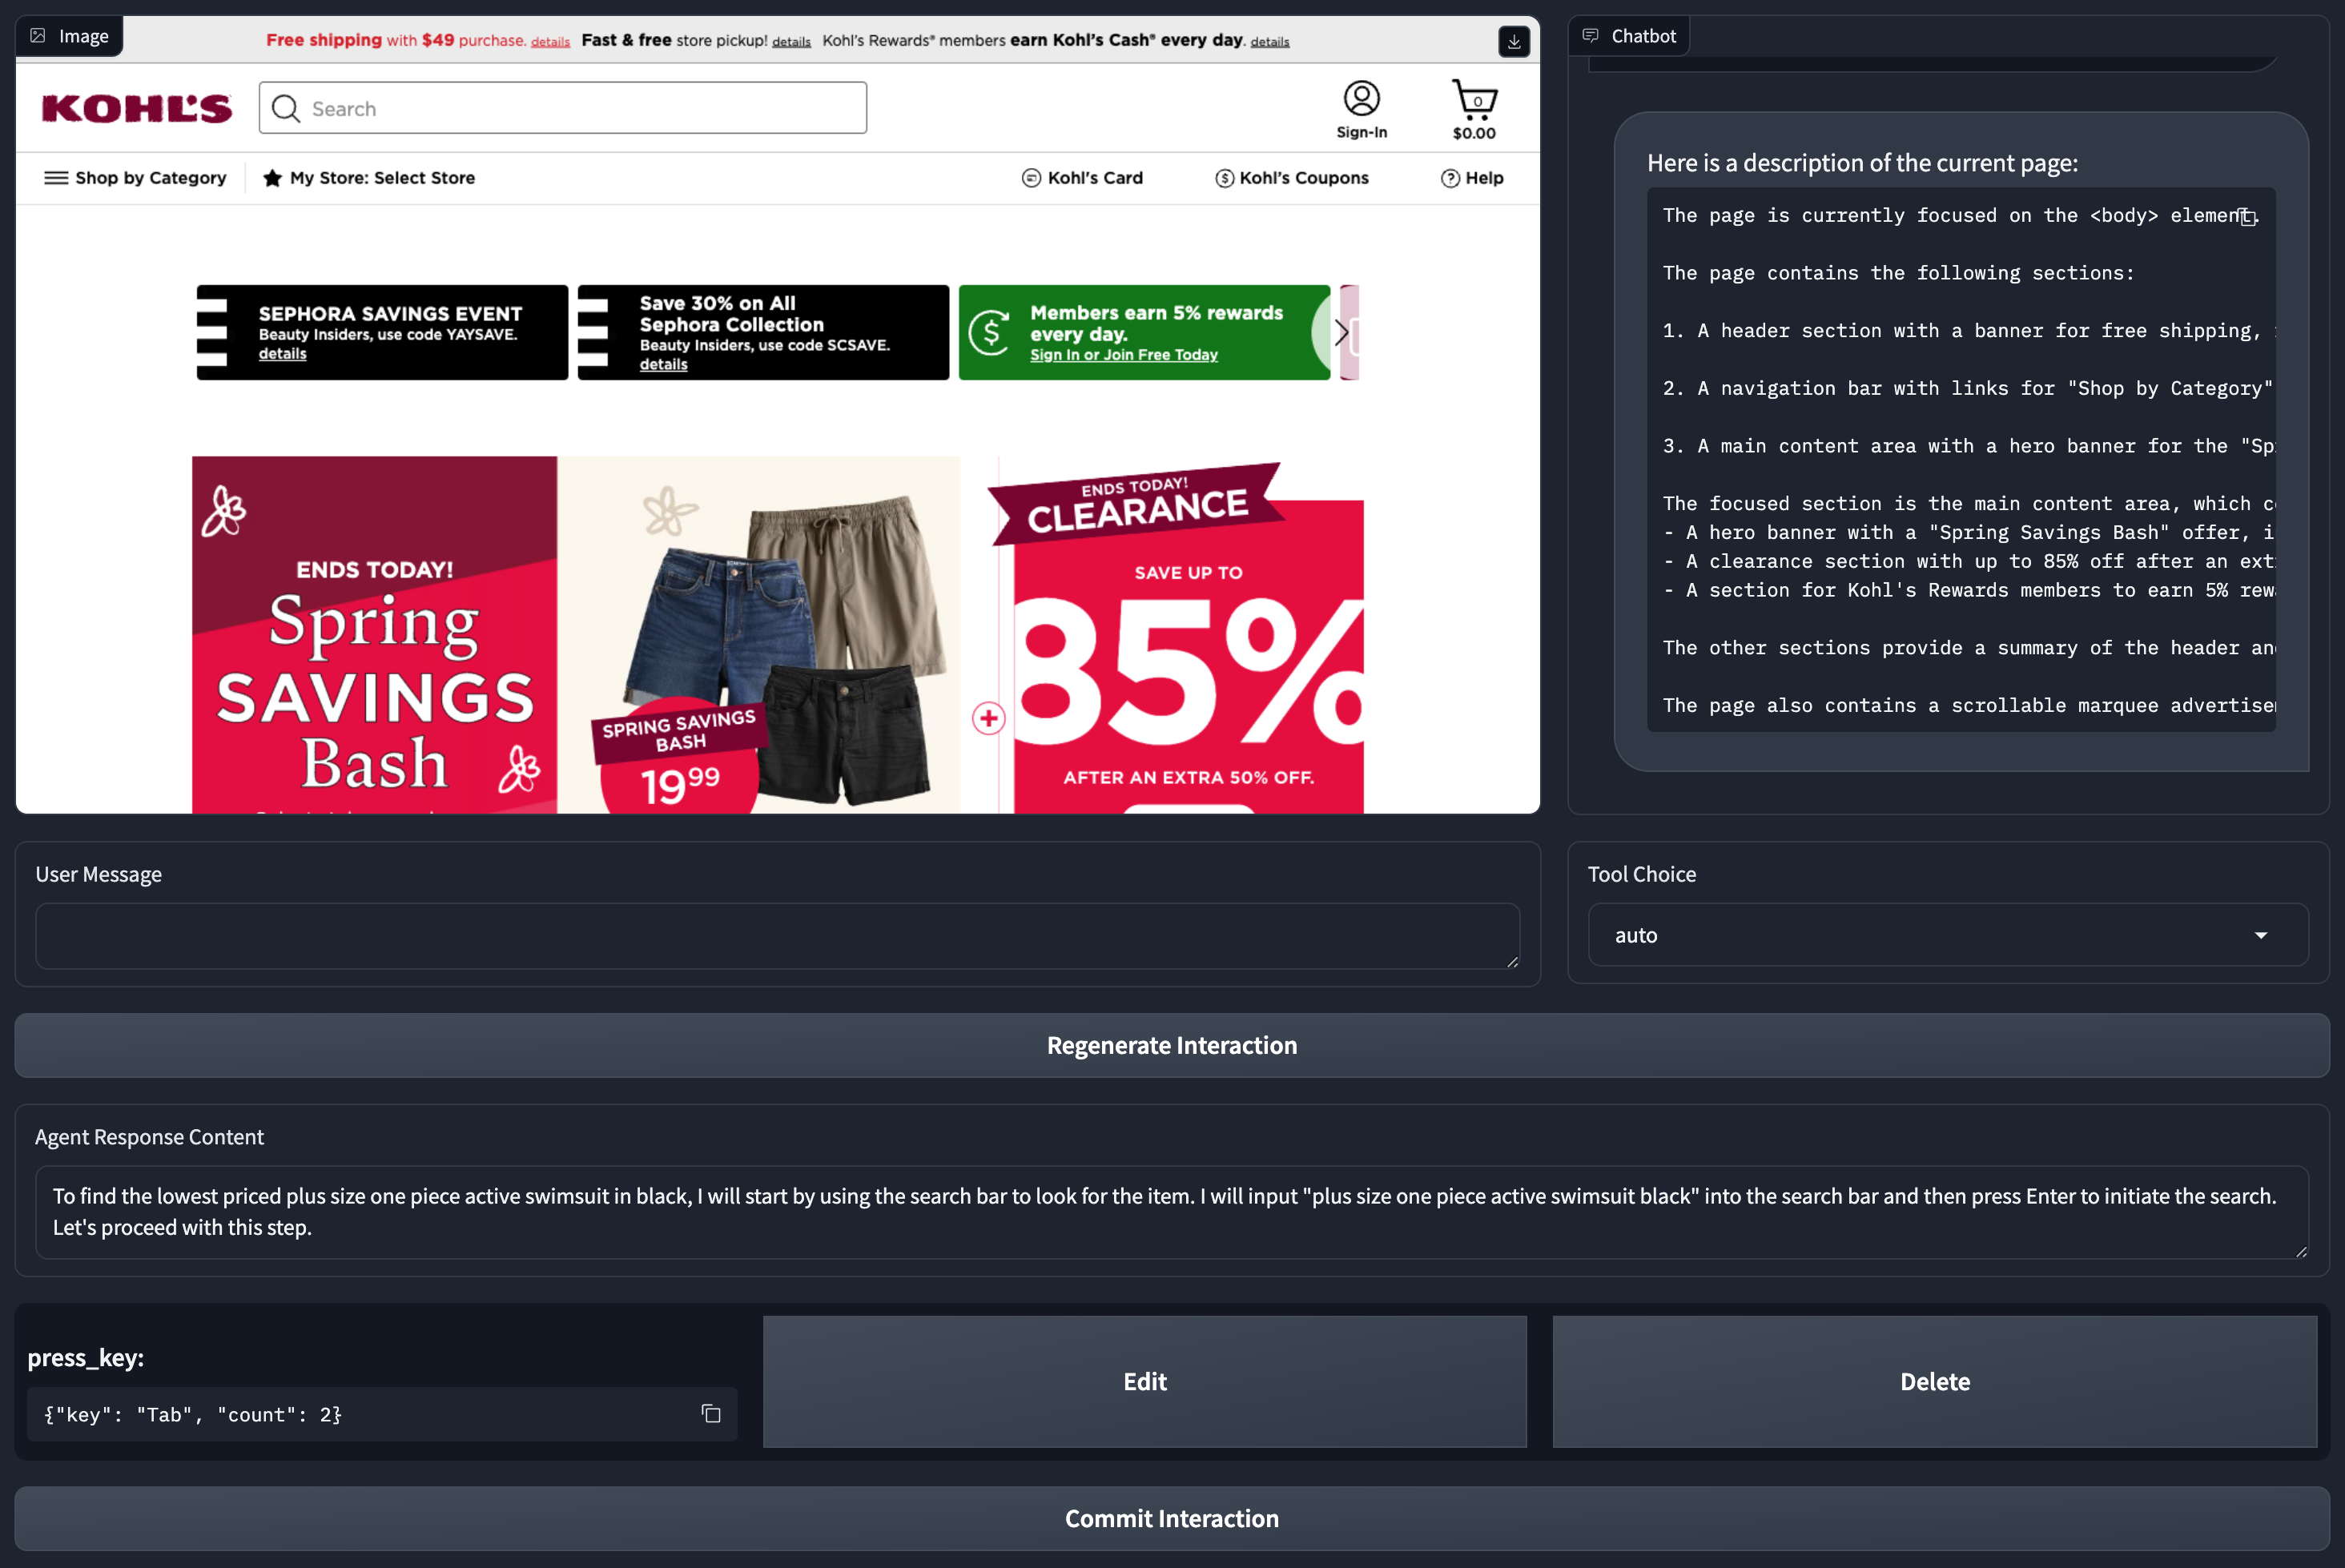 Image
Free shipping with $49 purchase. details Fast & free store pickup! details Kohl's Rewards® members earn Kohl's Cash® every day. details
KOHL'S
Search
Sign-In
0
$0.00
Shop by Category
My Store: Select Store
Kohl's Card
Kohl's Coupons
Help
SEPHORA SAVINGS EVENT
Beauty Insiders, use code YAYSAVE.
details
Save 30% on All
Sephora Collection
Beauty Insiders, use code SCSAVE.
details
Members earn 5% rewards
every day.
Sign In or Join Free Today
ENDS TODAY!
Spring
SAVINGS
Bash
SPRING SAVINGS
BASH
19⁹⁹
ENDS TODAY!
CLEARANCE
SAVE UP TO
85%
AFTER AN EXTRA 50% OFF.
Chatbot
Here is a description of the current page:
The page is currently focused on the <body> element.
The page contains the following sections:
1. A header section with a banner for free shipping,
2. A navigation bar with links for "Shop by Category"
3. A main content area with a hero banner for the "Sp
The focused section is the main content area, which c
- A hero banner with a "Spring Savings Bash" offer, i
- A clearance section with up to 85% off after an ext
- A section for Kohl's Rewards members to earn 5% rew
The other sections provide a summary of the header an
The page also contains a scrollable marquee advertise
User Message
Tool Choice
auto
Regenerate Interaction
Agent Response Content
To find the lowest priced plus size one piece active swimsuit in black, I will start by using the search bar to look for the item. I will input "plus size one piece active swimsuit black" into the search bar and then press Enter to initiate the search.
Let's proceed with this step.
press_key:
{"key": "Tab", "count": 2}
Edit
Delete
Commit Interaction